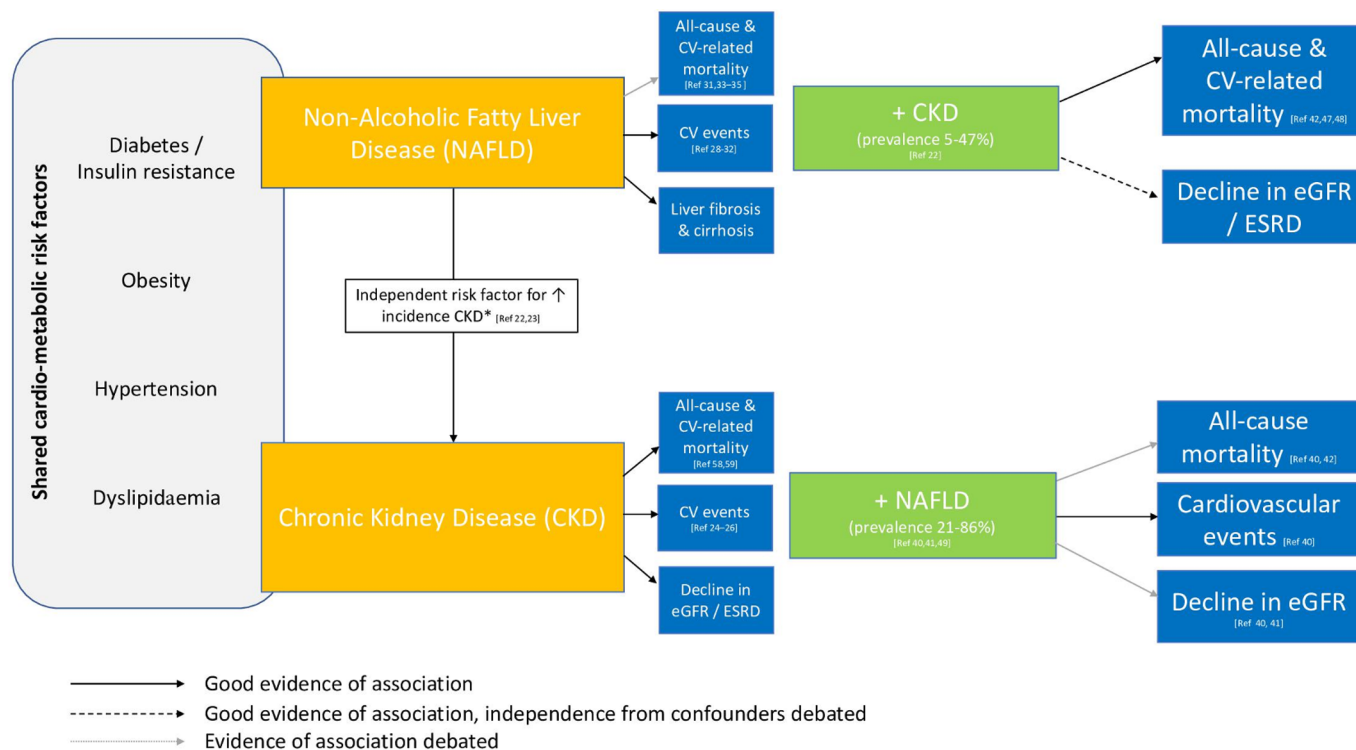 Shared cardio-metabolic risk factors
Diabetes /
Insulin resistance
Obesity
Hypertension
Dyslipidaemia
Non-Alcoholic Fatty Liver
Disease (NAFLD)
All-cause &
CV-related
mortality
[Ref 31,33–35 ]
CV events
[Ref 28-32]
Liver fibrosis
& cirrhosis
+ CKD
(prevalence 5-47%)
[Ref 22]
All-cause &
CV-related
mortality [Ref 42,47,48]
Decline in eGFR
/ ESRD
Independent risk factor for ↑
incidence CKD* [Ref 22,23]
Chronic Kidney Disease (CKD)
All-cause &
CV-related
mortality
[Ref 58,59]
CV events
[Ref 24–26]
Decline in
eGFR / ESRD
+ NAFLD
(prevalence 21-86%)
[Ref 40,41,49]
All-cause
mortality [Ref 40, 42]
Cardiovascular
events [Ref 40]
Decline in eGFR
[Ref 40, 41]
Good evidence of association
Good evidence of association, independence from confounders debated
Evidence of association debated